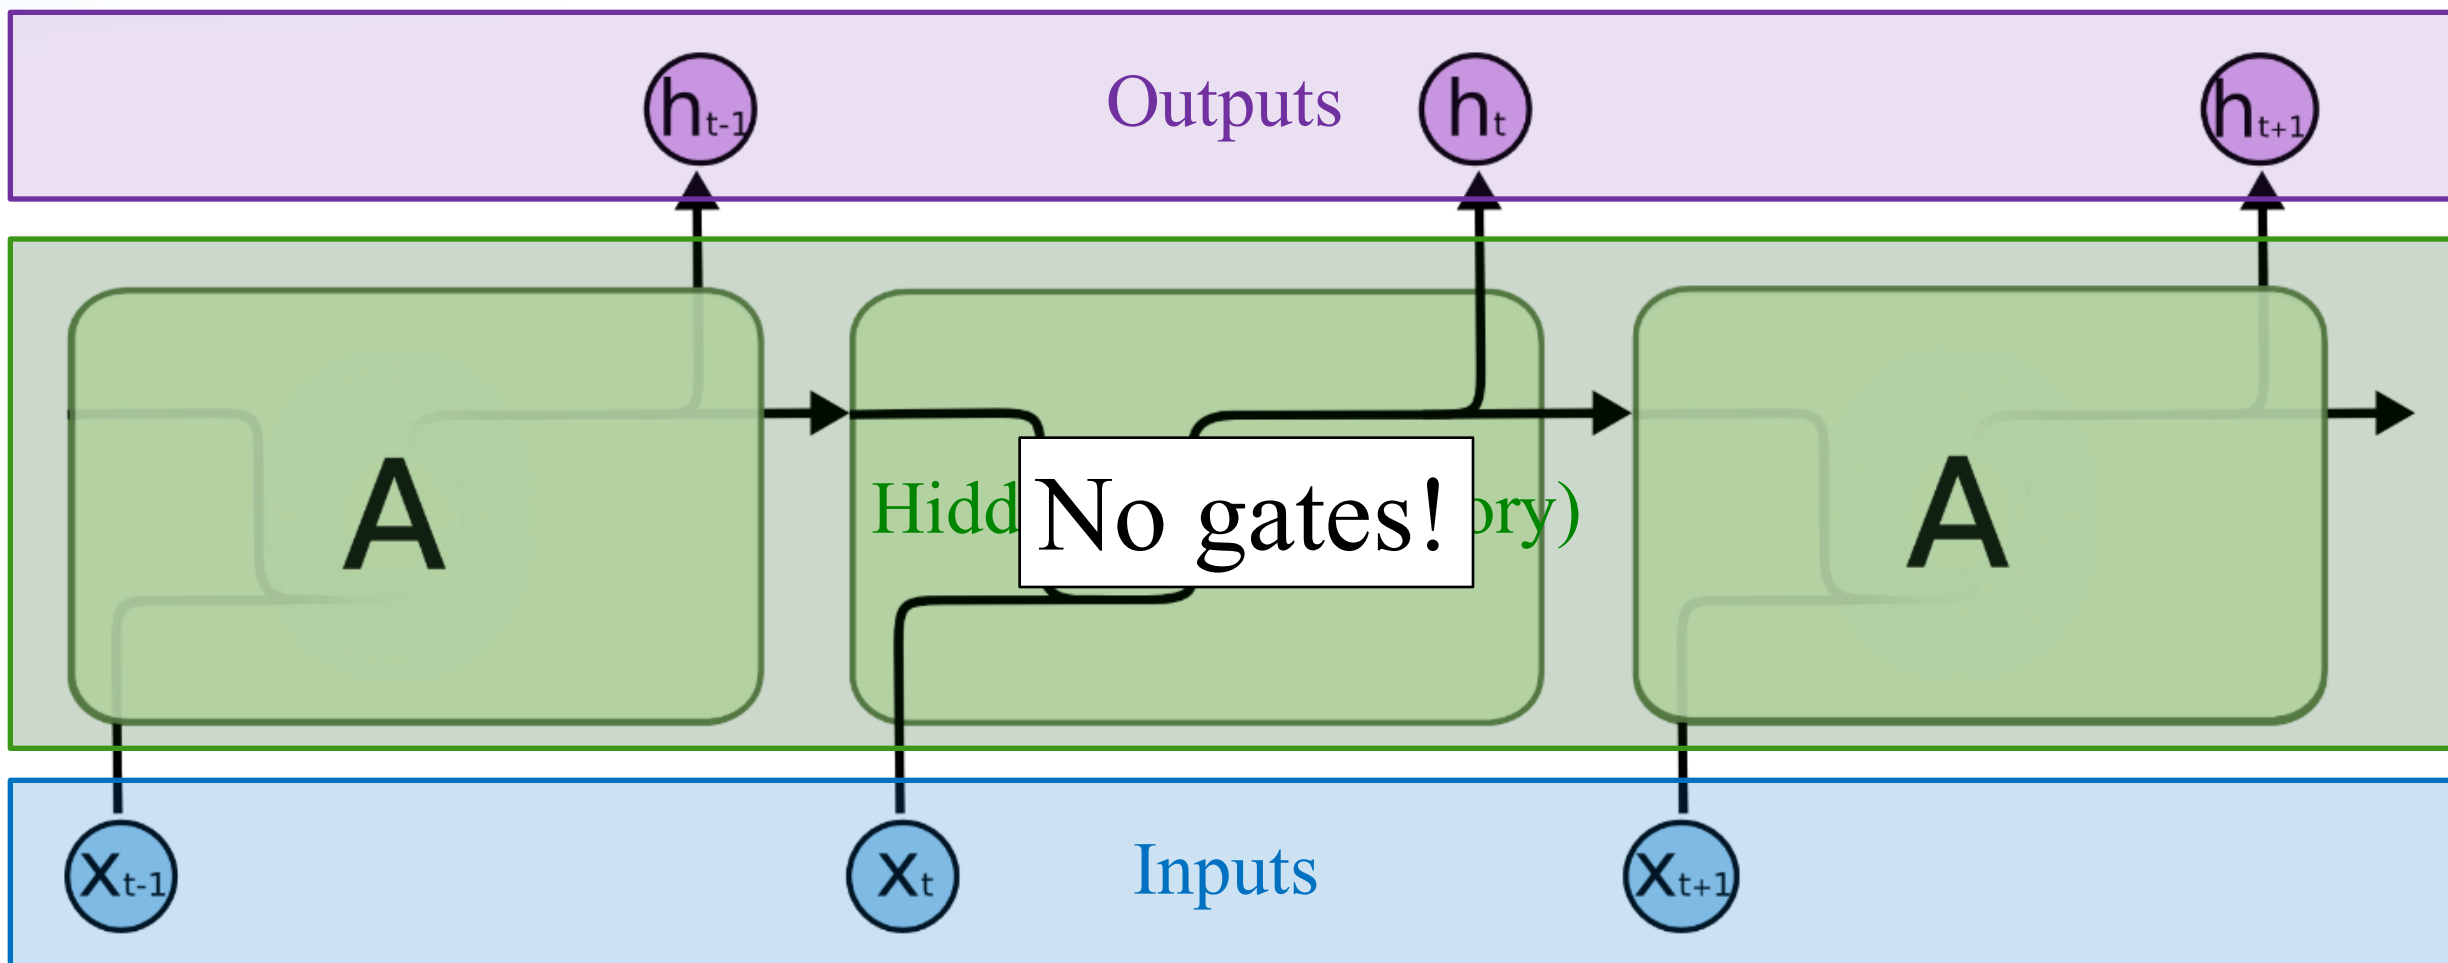 h t-1
Outputs
h t
h t+1
A
Hidd
No gates!
ory)
A
x t-1
x t
Inputs
x t+1